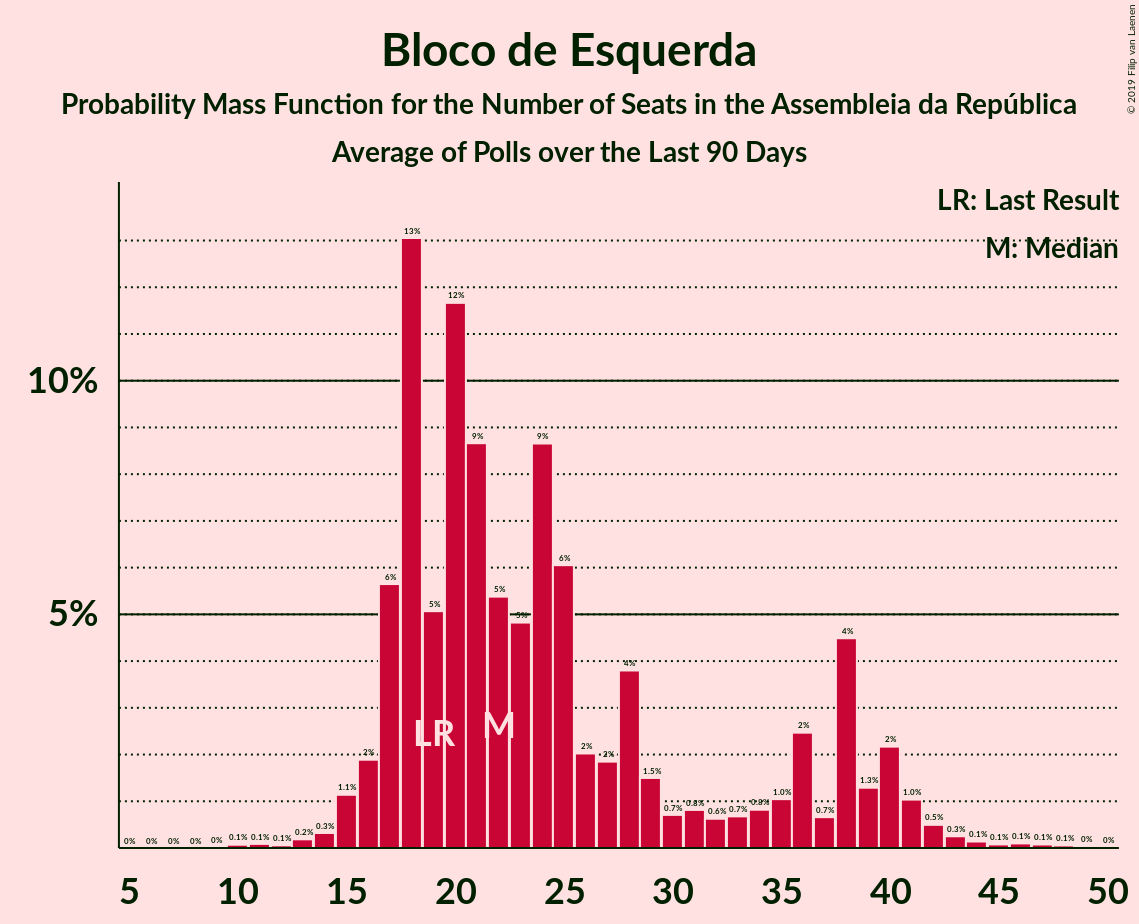 Bloco de Esquerda
Probability Mass Function for the Number of Seats in the Assembleia da República
Average of Polls over the Last 90 Days
© 2019 Filip van Laenen
LR: Last Result
M: Median
10%
5%
0% 0% 0% 0% 0% 0.1% 0.1% 0.1% 0.2% 0.3% 1.1% 2% 6% 13% 5% 12% 9% 5% 5% 9% 6% 2% 2% 4% 1.5% 0.7% 0.8% 0.6% 0.7% 0.8% 1.0% 2% 0.7% 4% 1.3% 2% 1.0% 0.5% 0.3% 0.1% 0.1% 0.1% 0.1% 0.1% 0% 0%
LR M
5 10 15 20 25 30 35 40 45 50